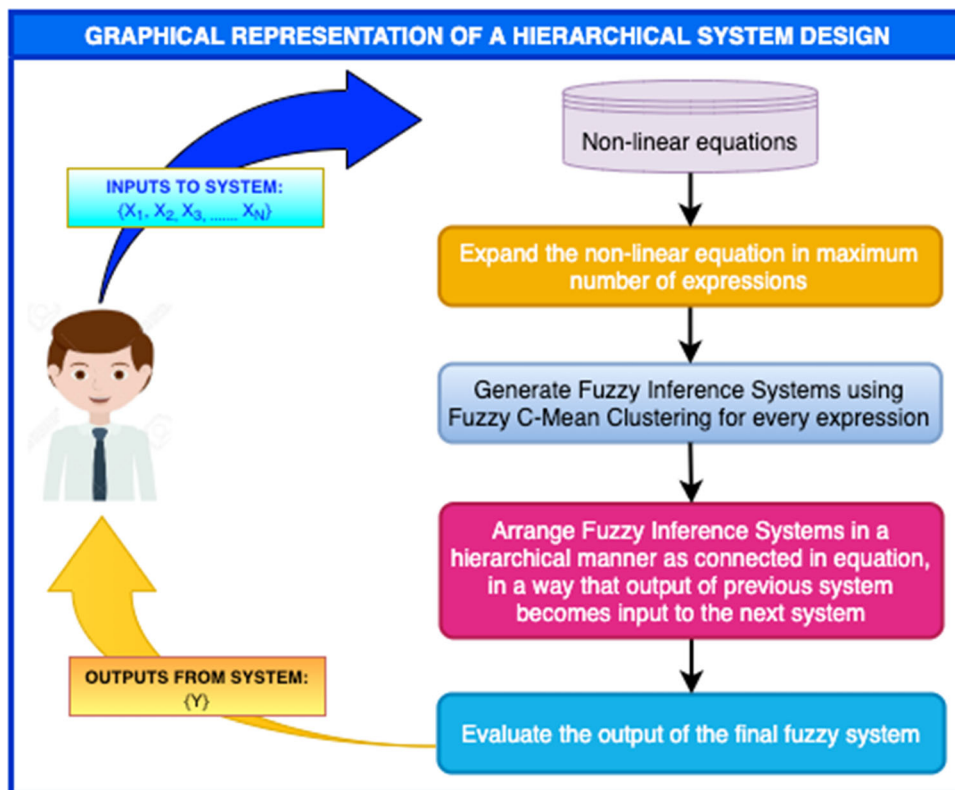 GRAPHICAL REPRESENTATION OF A HIERARCHICAL SYSTEM DESIGN
INPUTS TO SYSTEM:
{X1, X2, X3, ....... XN}
Non-linear equations
Expand the non-linear equation in maximum
number of expressions
Generate Fuzzy Inference Systems using
Fuzzy C-Mean Clustering for every expression
Arrange Fuzzy Inference Systems in a
hierarchical manner as connected in equation,
in a way that output of previous system
becomes input to the next system
OUTPUTS FROM SYSTEM:
{Y}
Evaluate the output of the final fuzzy system